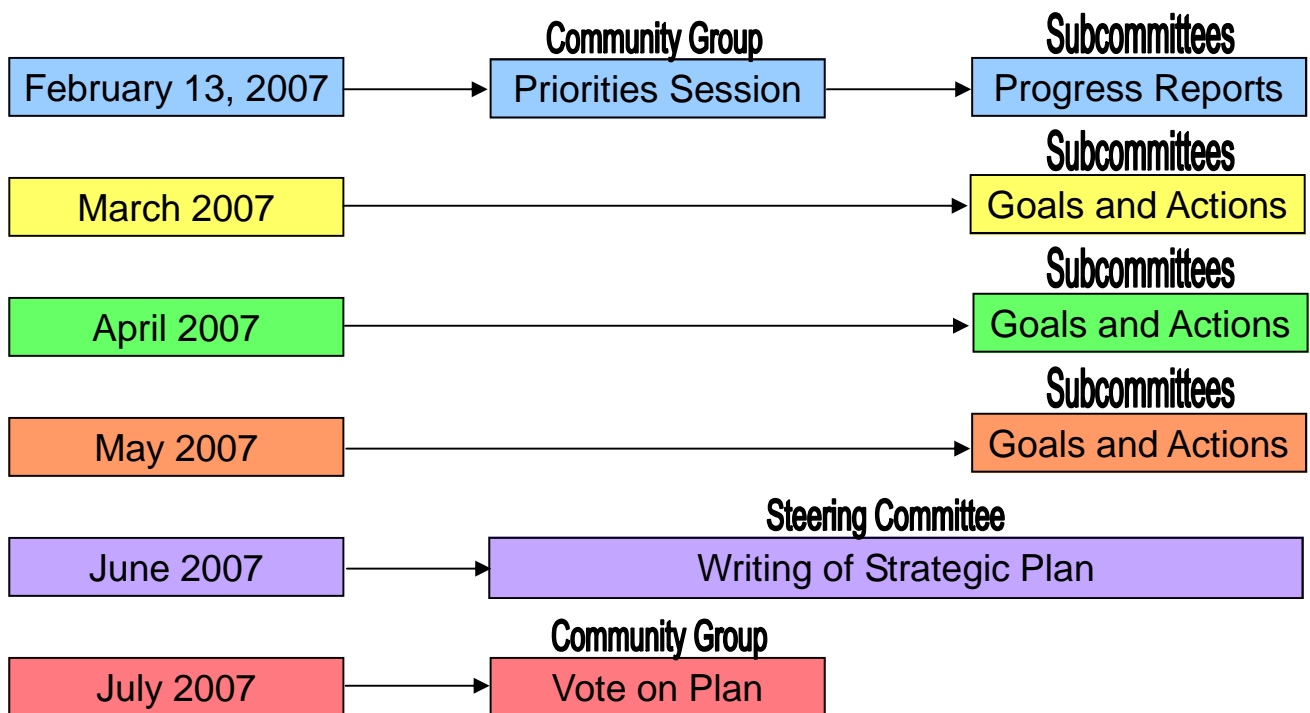 Community Group
Subcommittees
February 13, 2007
Priorities Session
Progress Reports
Subcommittees
March 2007
Goals and Actions
Subcommittees
April 2007
Goals and Actions
Subcommittees
May 2007
Goals and Actions
Steering Committee
June 2007
Writing of Strategic Plan
Community Group
July 2007
Vote on Plan